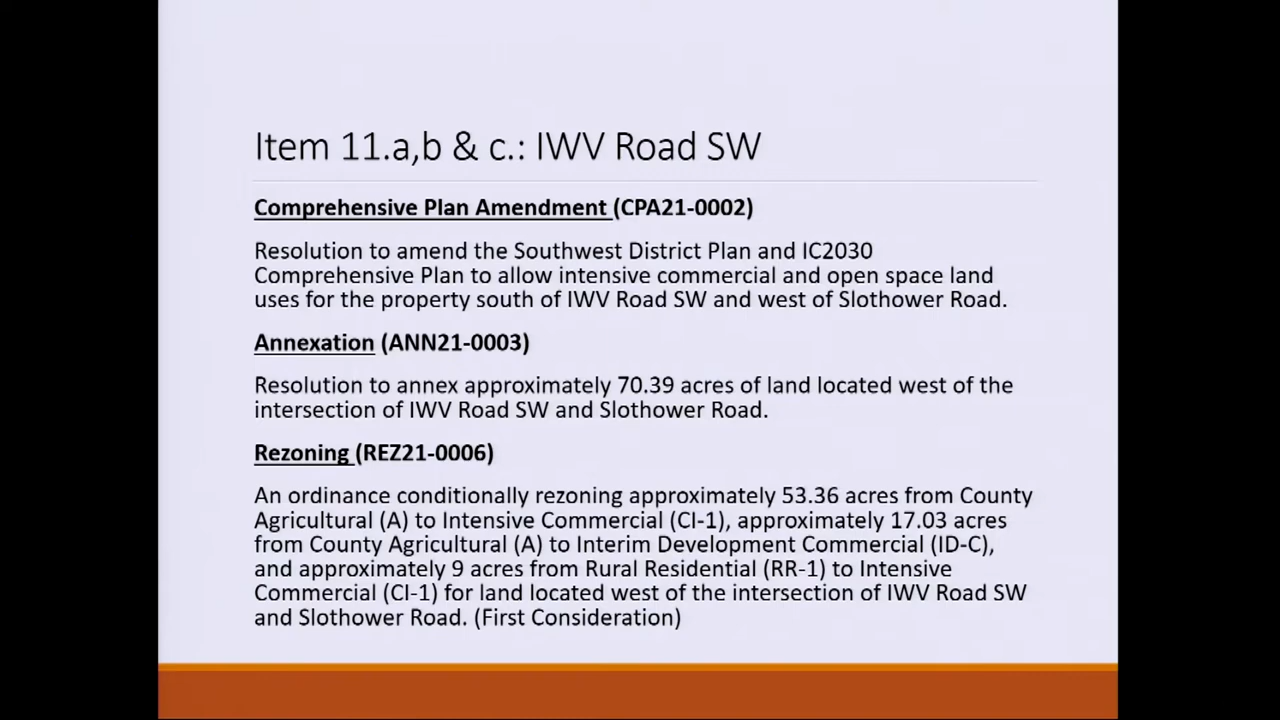 Item 11.a,b & c.: IWV Road SW
Comprehensive Plan Amendment (CPA21-0002)
Resolution to amend the Southwest District Plan and IC2030
Comprehensive Plan to allow intensive commercial and open space land
uses for the property south of IWV Road SW and west of Slothower Road.
Annexation (ANN21-0003)
Resolution to annex approximately 70.39 acres of land located west of the
intersection of IWV Road SW and Slothower Road.
Rezoning (REZ21-0006)
An ordinance conditionally rezoning approximately 53.36 acres from County
Agricultural (A) to Intensive Commercial (CI-1), approximately 17.03 acres
from County Agricultural (A) to Interim Development Commercial (ID-C),
and approximately 9 acres from Rural Residential (RR-1) to Intensive
Commercial (CI-1) for land located west of the intersection of IWV Road SW
and Slothower Road. (First Consideration)